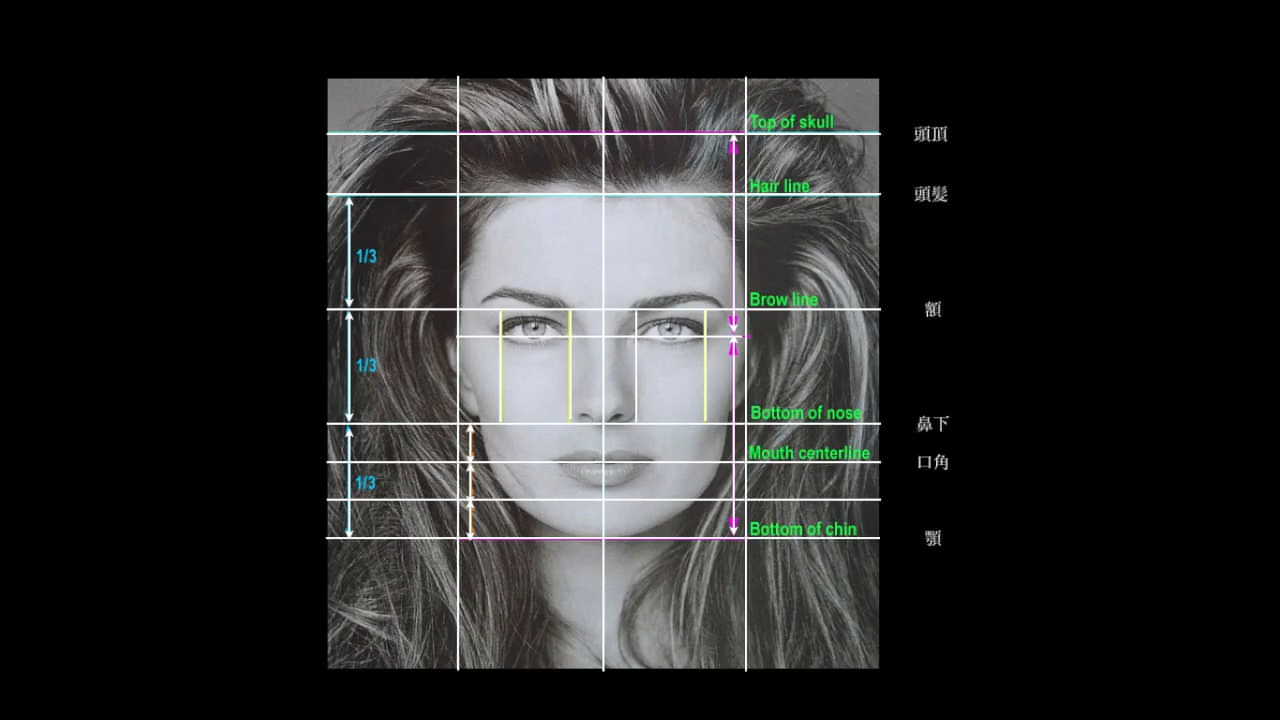 Top of skull
頭頂
Hair line
頭髪
1/3
Brow line
額
1/3
Bottom of nose
鼻下
Mouth centerline
口角
1/3
Bottom of chin
顎